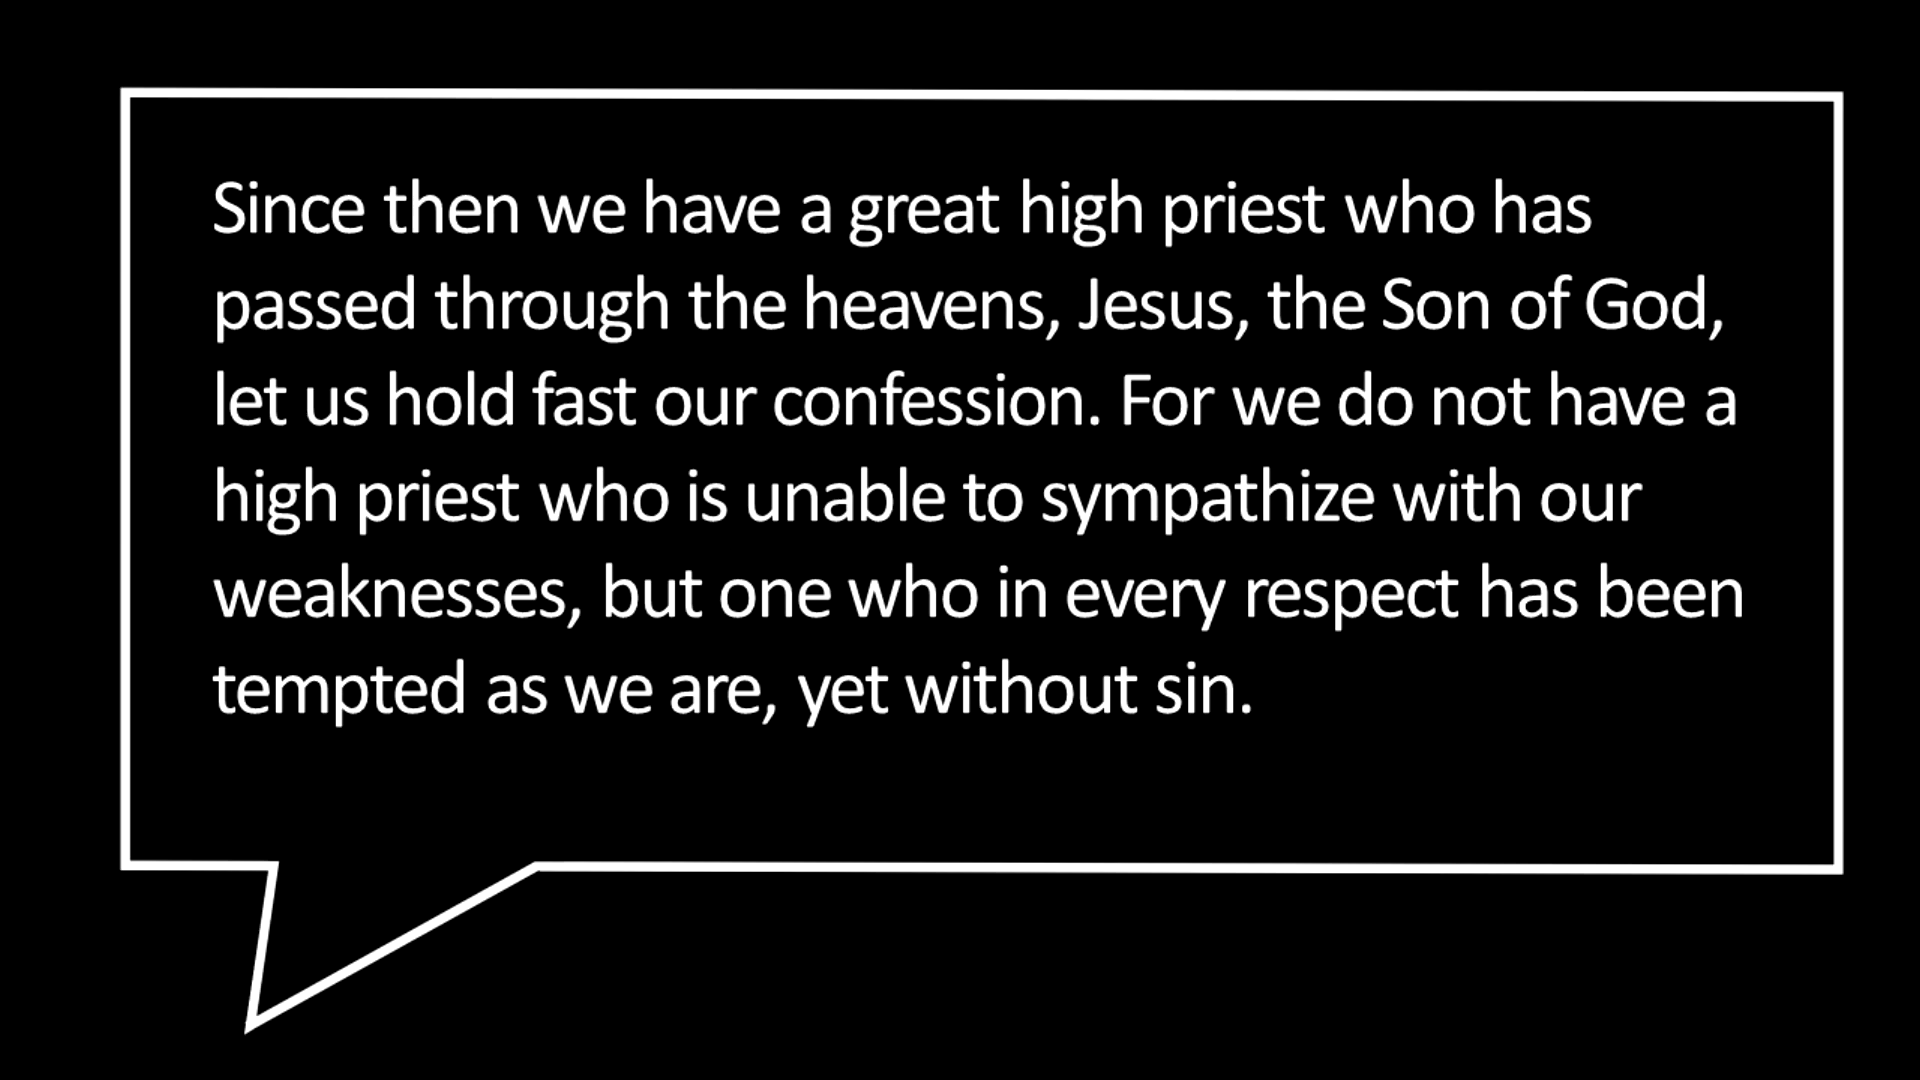 Since then we have a great high priest who has
passed through the heavens, Jesus, the Son of God,
let us hold fast our confession. For we do not have a
high priest who is unable to sympathize with our
weaknesses, but one who in every respect has been
tempted as we are, yet without sin.